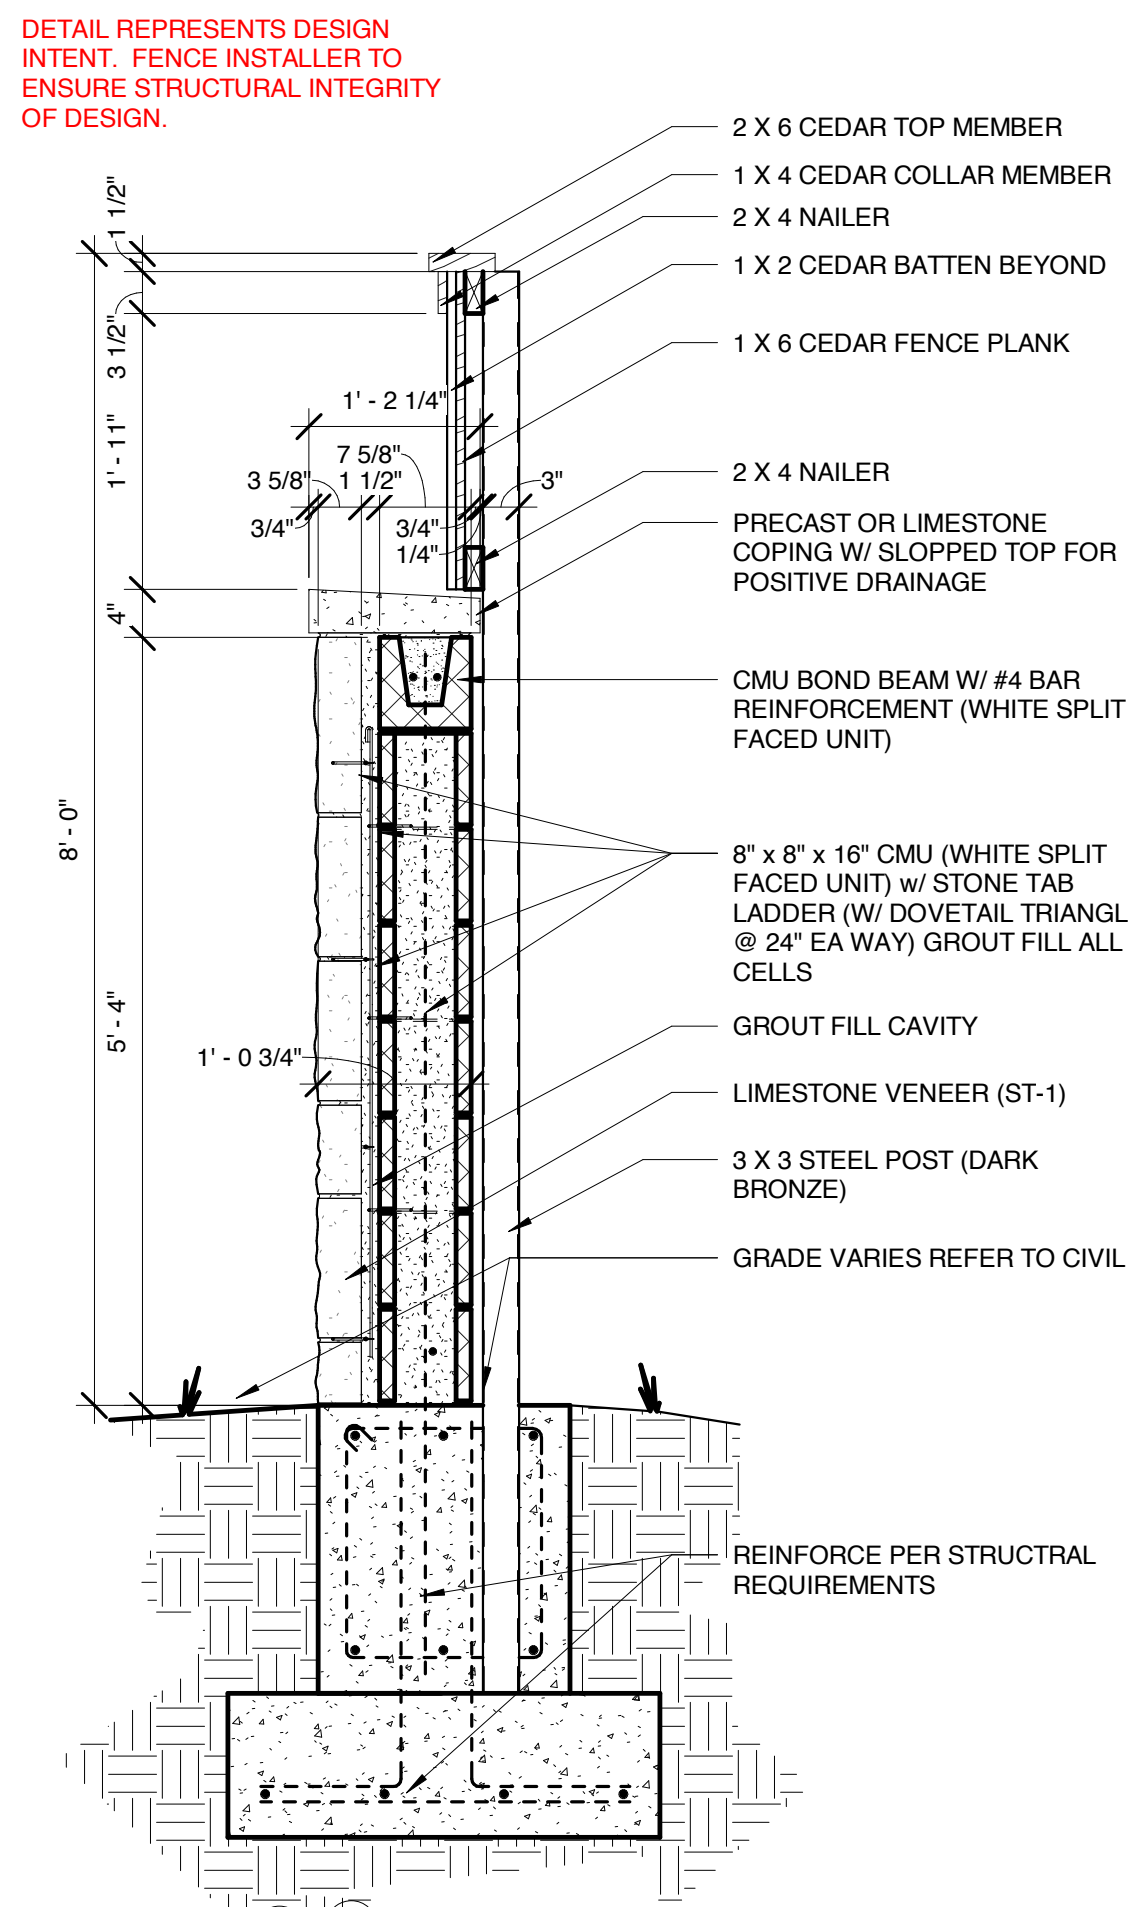 DETAIL REPRESENTS DESIGN
INTENT. FENCE INSTALLER TO
ENSURE STRUCTURAL INTEGRITY
OF DESIGN.
2 X 6 CEDAR TOP MEMBER
1 X 4 CEDAR COLLAR MEMBER
2 X 4 NAILER
1 X 2 CEDAR BATTEN BEYOND
1 X 6 CEDAR FENCE PLANK
2 X 4 NAILER
PRECAST OR LIMESTONE
COPING W/ SLOPPED TOP FOR
POSITIVE DRAINAGE
CMU BOND BEAM W/ #4 BAR
REINFORCEMENT (WHITE SPLIT
FACED UNIT)
8" x 8" x 16" CMU (WHITE SPLIT
FACED UNIT) w/ STONE TAB
LADDER (W/ DOVETAIL TRIANGL
@ 24" EA WAY) GROUT FILL ALL
CELLS
GROUT FILL CAVITY
LIMESTONE VENEER (ST-1)
3 X 3 STEEL POST (DARK
BRONZE)
GRADE VARIES REFER TO CIVIL
REINFORCE PER STRUCTRAL
REQUIREMENTS
1 1/2"
3 1/2"
1' - 11"
4"
8' - 0"
5' - 4"
1' - 2 1/4"
7 5/8"
3 5/8"
1 1/2"
3"
3/4"
3/4"
1/4"
1' - 0 3/4"